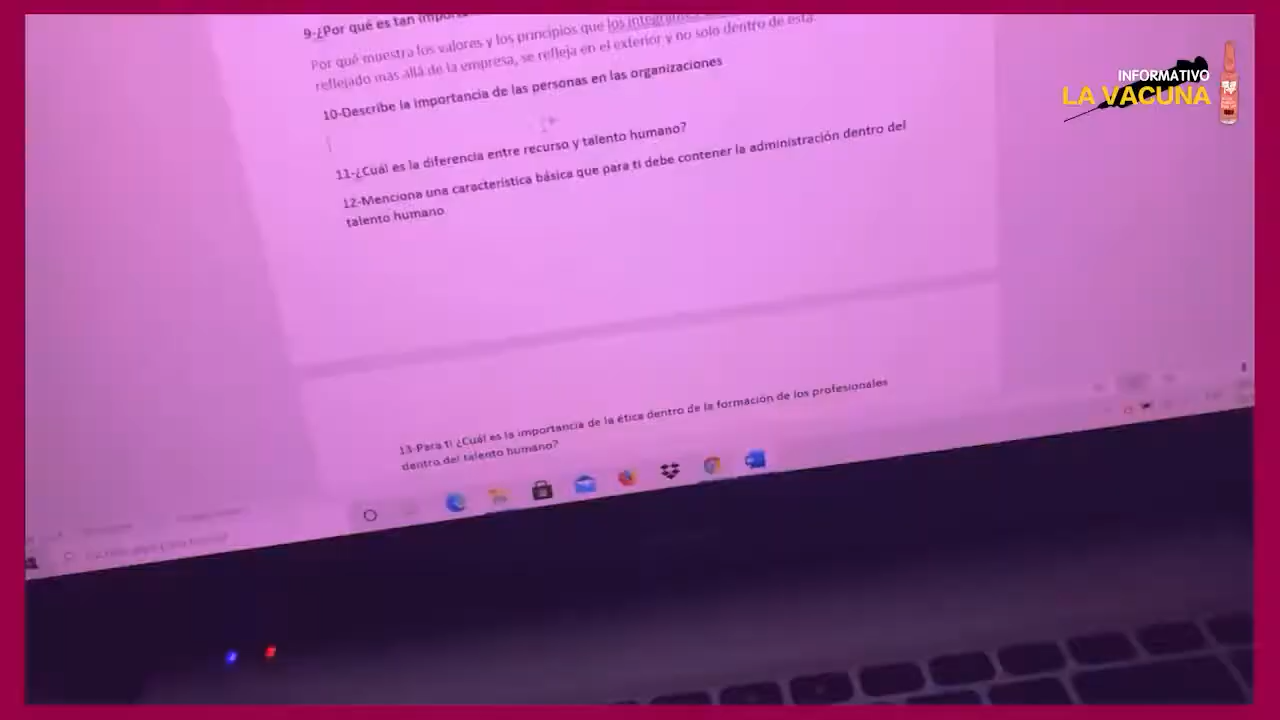 9-¿Por qué es tan
Por qué muestra los valores y los principios que los
reflejado más allá de la empresa, se refleja en el exterior y no solo dentro de esta.
10-Describe la importancia de las personas en las organizaciones
11-¿Cuál es la diferencia entre recurso y talento humano?
12-Menciona una característica básica que para ti debe contener la administración dentro del
talento humano
13-Para ti ¿Cuál es la importancia de la ética dentro de la formación de los profesionales
dentro del talento humano?
INFORMATIVO
LA VACUNA